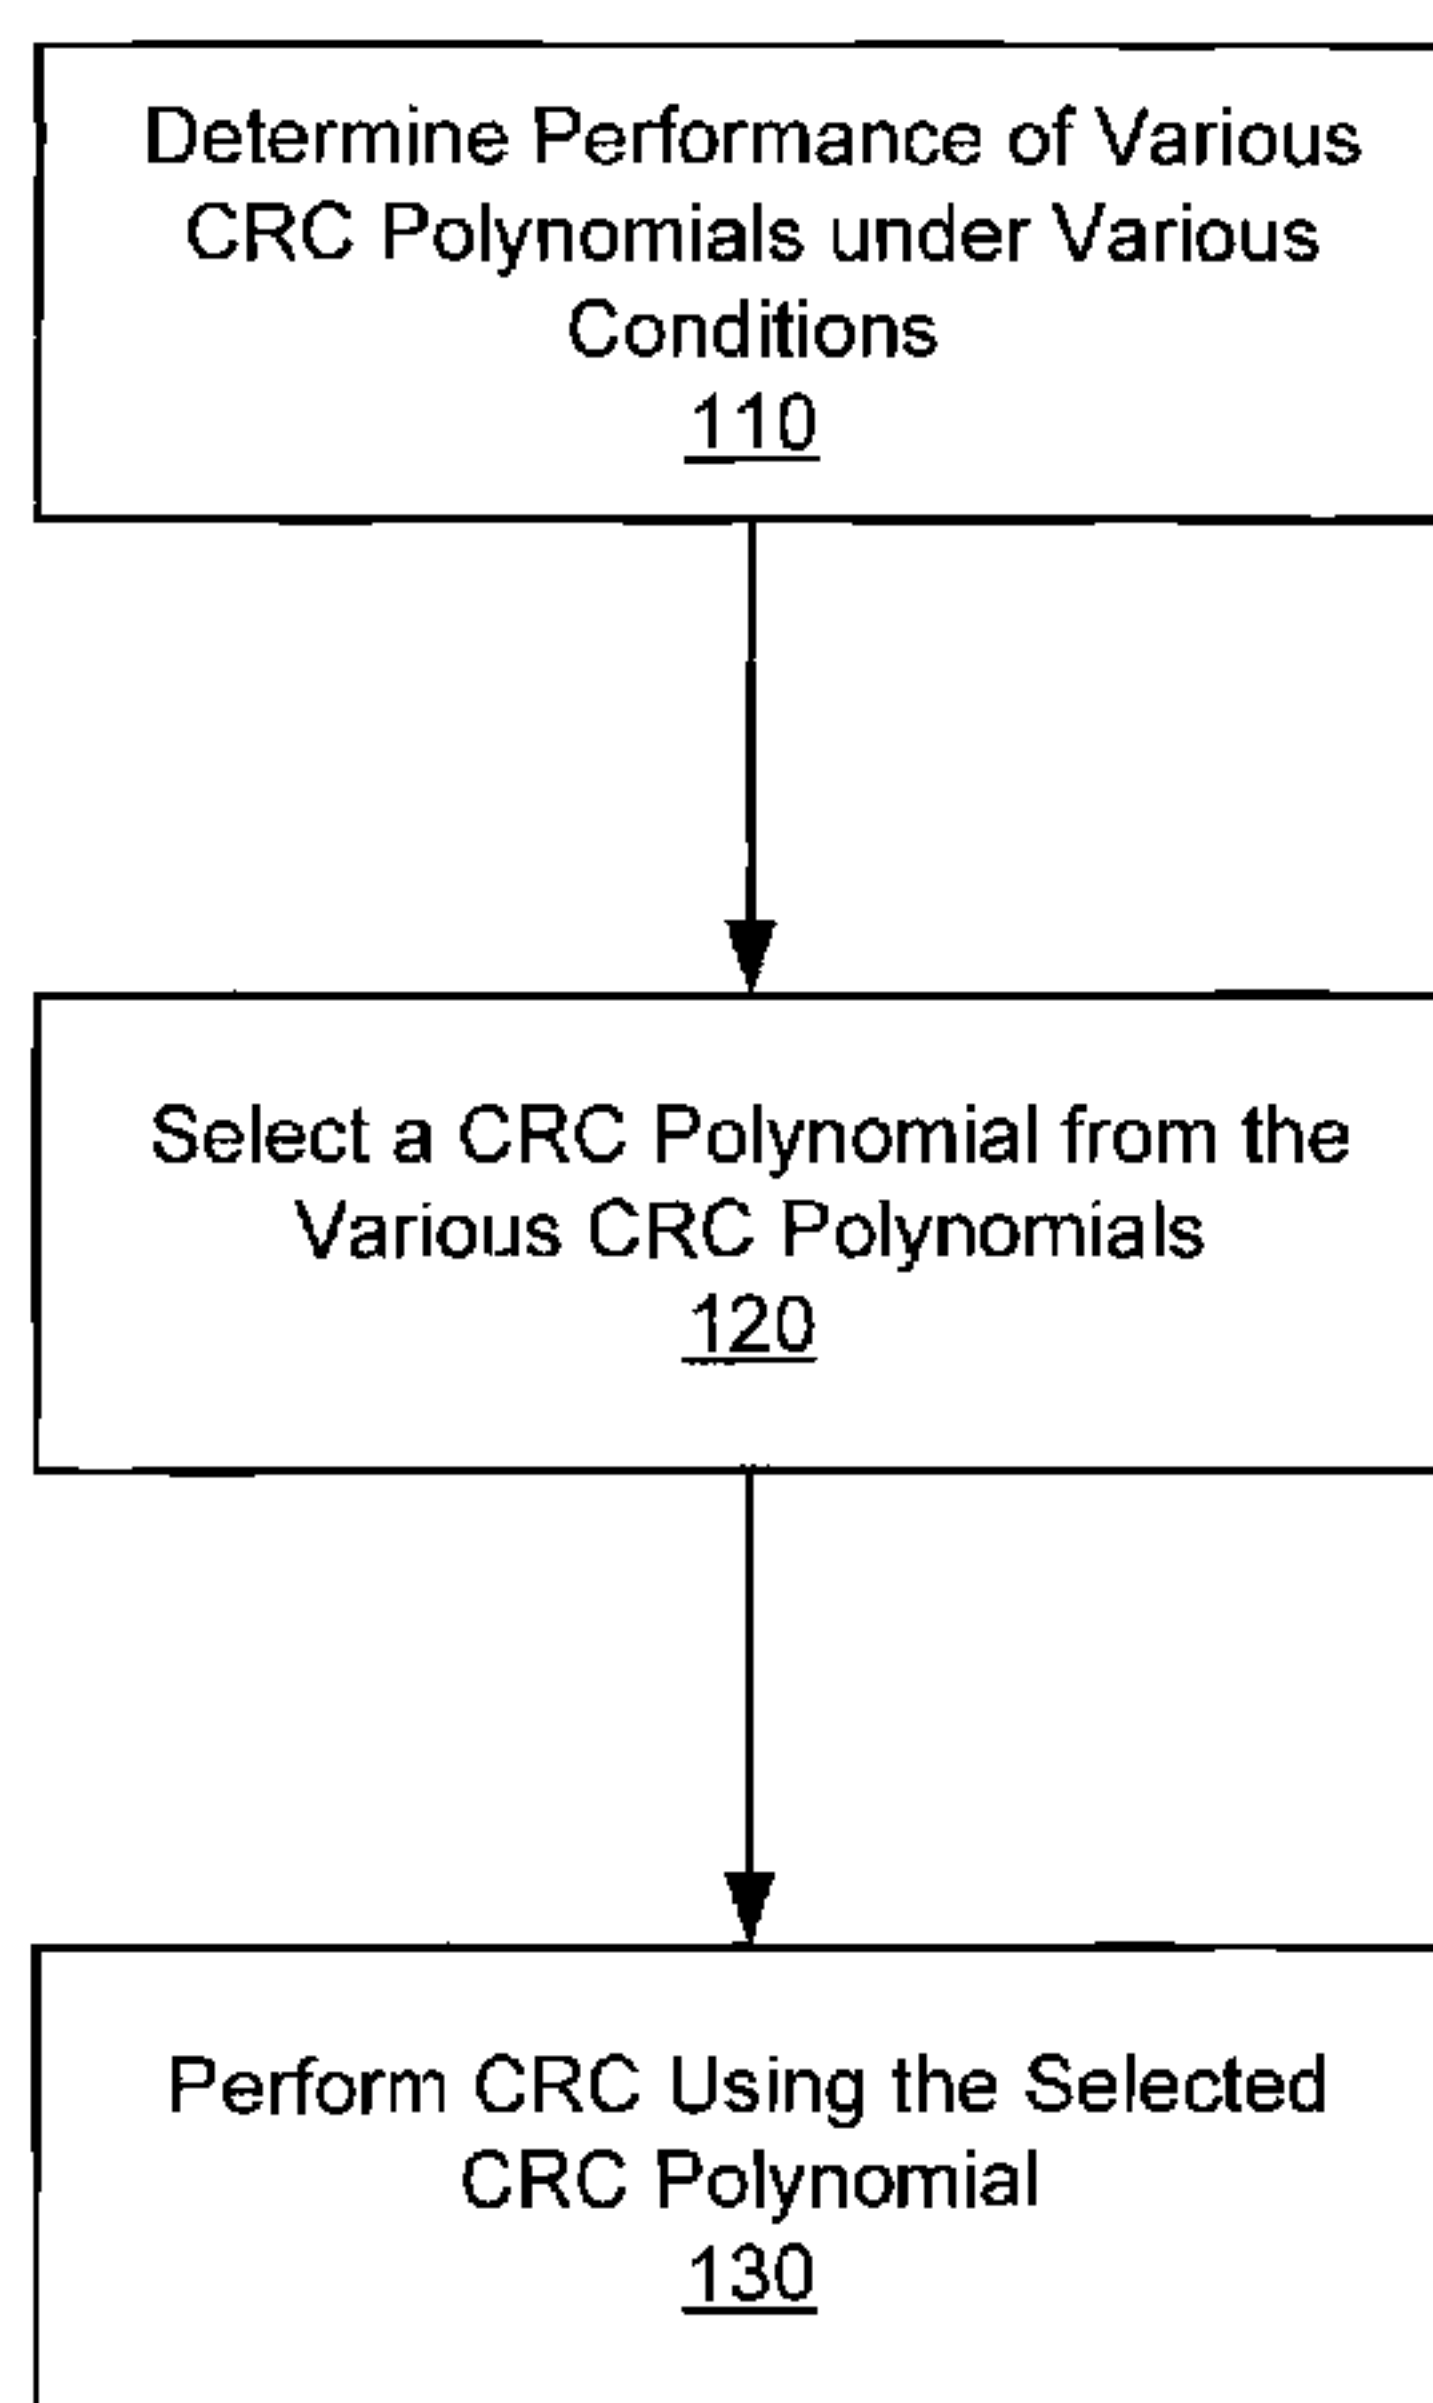 Determine Performance of Various
CRC Polynomials under Various
Conditions
110
Select a CRC Polynomial from the
Various CRC Polynomials
120
Perform CRC Using the Selected
CRC Polynomial
130